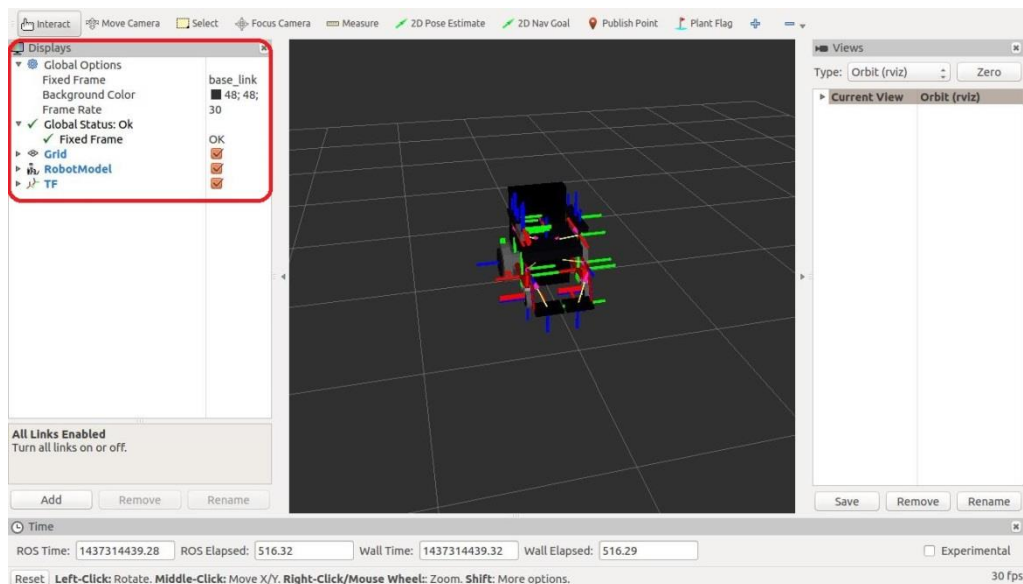 Interact Move Camera Select Focus Camera Measure 2D Pose Estimate 2D Nav Goal Publish Point Plant Flag
Displays
Global Options
Fixed Frame base_link
Background Color 48; 48;
Frame Rate 30
Global Status: Ok
Fixed Frame OK
Grid
RobotModel
TF
All Links Enabled
Turn all links on or off.
Add Remove Rename
Views
Type: Orbit (rviz) Zero
Current View Orbit (rviz)
Save Remove Rename
Time
ROS Time: 1437314439.28 ROS Elapsed: 516.32 Wall Time: 1437314439.32 Wall Elapsed: 516.29 Experimental
Reset Left-Click: Rotate. Middle-Click: Move X/Y. Right-Click/Mouse Wheel:: Zoom. Shift: More options. 30 fps